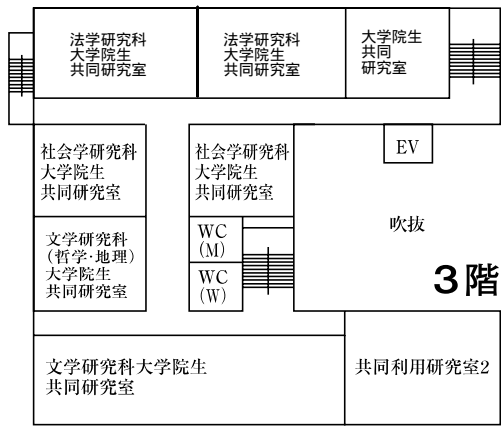 法学研究科
大学院生
共同研究室
法学研究科
大学院生
共同研究室
大学院生
共同
研究室
社会学研究科
大学院生
共同研究室
社会学研究科
大学院生
共同研究室
EV
文学研究科
(哲学·地理)
大学院生
共同研究室
WC
(M)
WC
(W)
吹抜
3階
文学研究科大学院生
共同研究室
共同利用研究室2